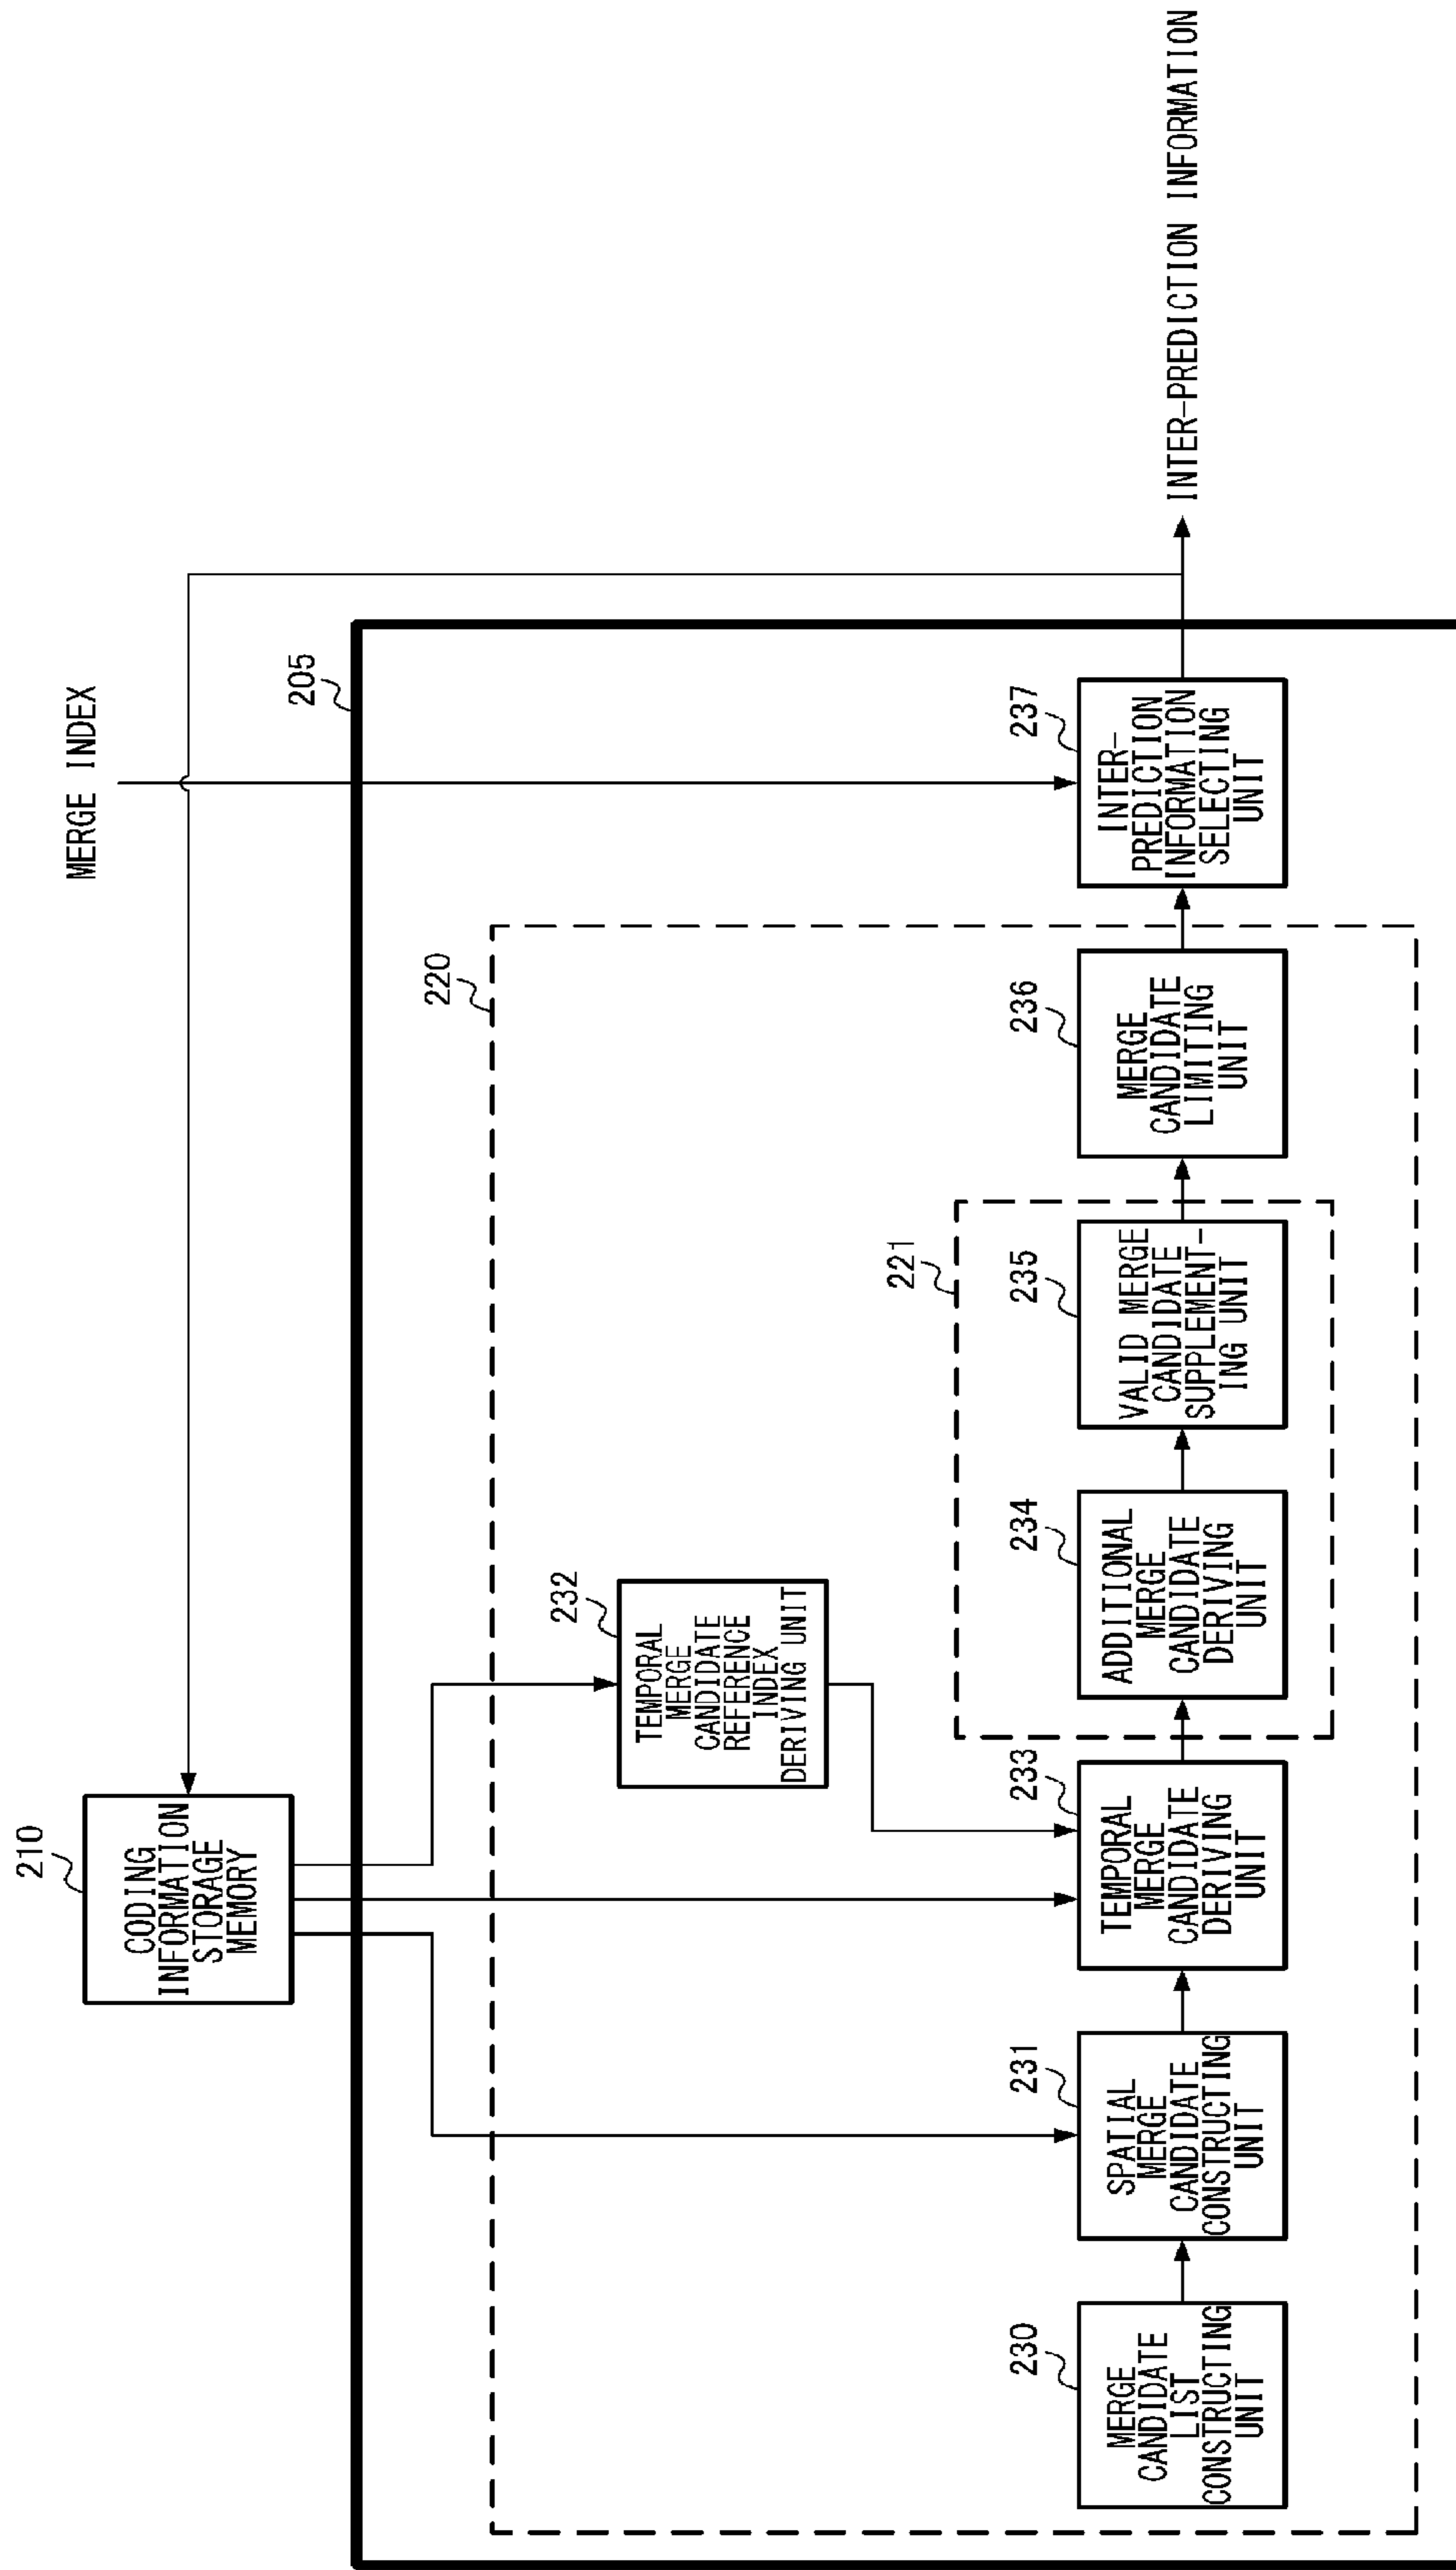 MERGE INDEX
210
CODING
INFORMATION
STORAGE
MEMORY
205
220
232
TEMPORAL
MERGE
CANDIDATE
REFERENCE
INDEX
DERIVING UNIT
221
230
MERGE
CANDIDATE
LIST
CONSTRUCTING
UNIT
231
SPATIAL
MERGE
CANDIDATE
CONSTRUCTING
UNIT
233
TEMPORAL
MERGE
CANDIDATE
DERIVING
UNIT
234
ADDITIONAL
MERGE
CANDIDATE
DERIVING
UNIT
235
VALID MERGE
CANDIDATE
SUPPLEMENT-
ING UNIT
236
MERGE
CANDIDATE
LIMITING
UNIT
237
INTER-
PREDICTION
INFORMATION
SELECTING
UNIT
INTER-PREDICTION INFORMATION